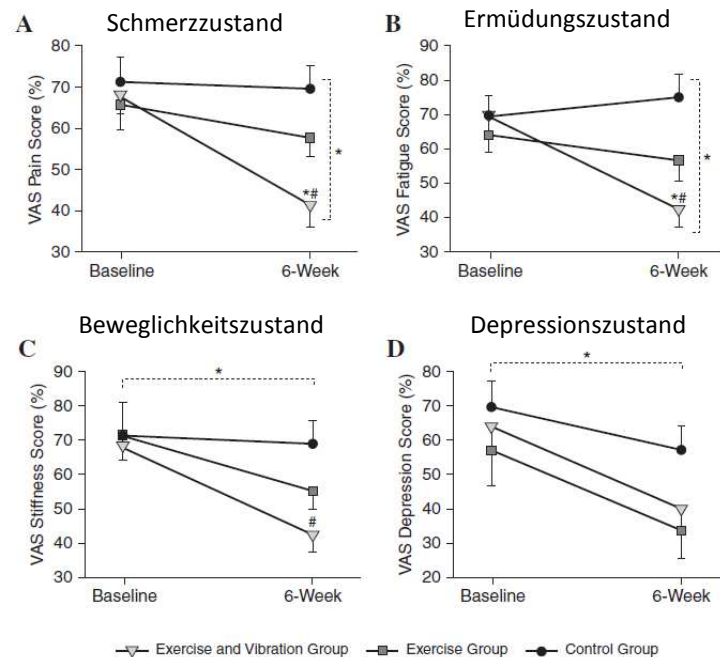 A Schmerzzustand
80
70
60
50
40
30
VAS Pain Score (%)
*
*#
Baseline 6-Week
B Ermüdungszustand
90
80
70
60
50
40
30
VAS Fatigue Score (%)
*
*#
Baseline 6-Week
C Beweglichkeitszustand
90
80
70
60
50
40
30
VAS Stiffness Score (%)
*
#
Baseline 6-Week
D Depressionszustand
80
70
60
50
40
30
20
VAS Depression Score (%)
*
Baseline 6-Week
Exercise and Vibration Group Exercise Group Control Group